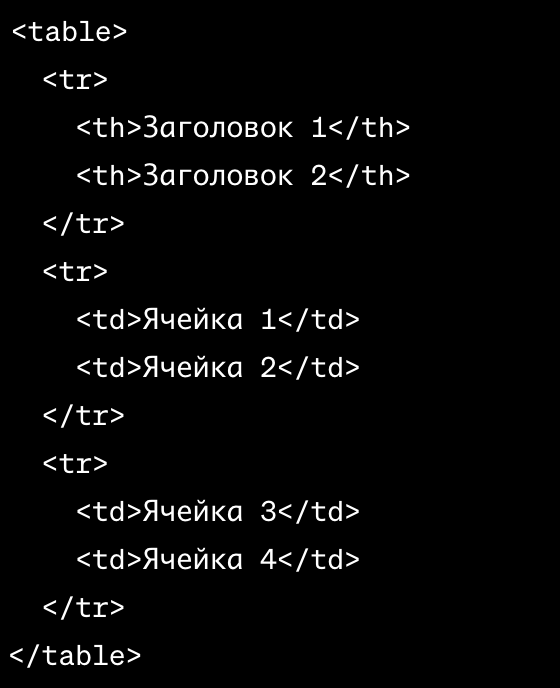 <table>
<tr>
<th>Заголовок 1</th>
<th>Заголовок 2</th>
</tr>
<tr>
<td>Ячейка 1</td>
<td>Ячейка 2</td>
</tr>
<tr>
<td>Ячейка 3</td>
<td>Ячейка 4</td>
</tr>
</table>